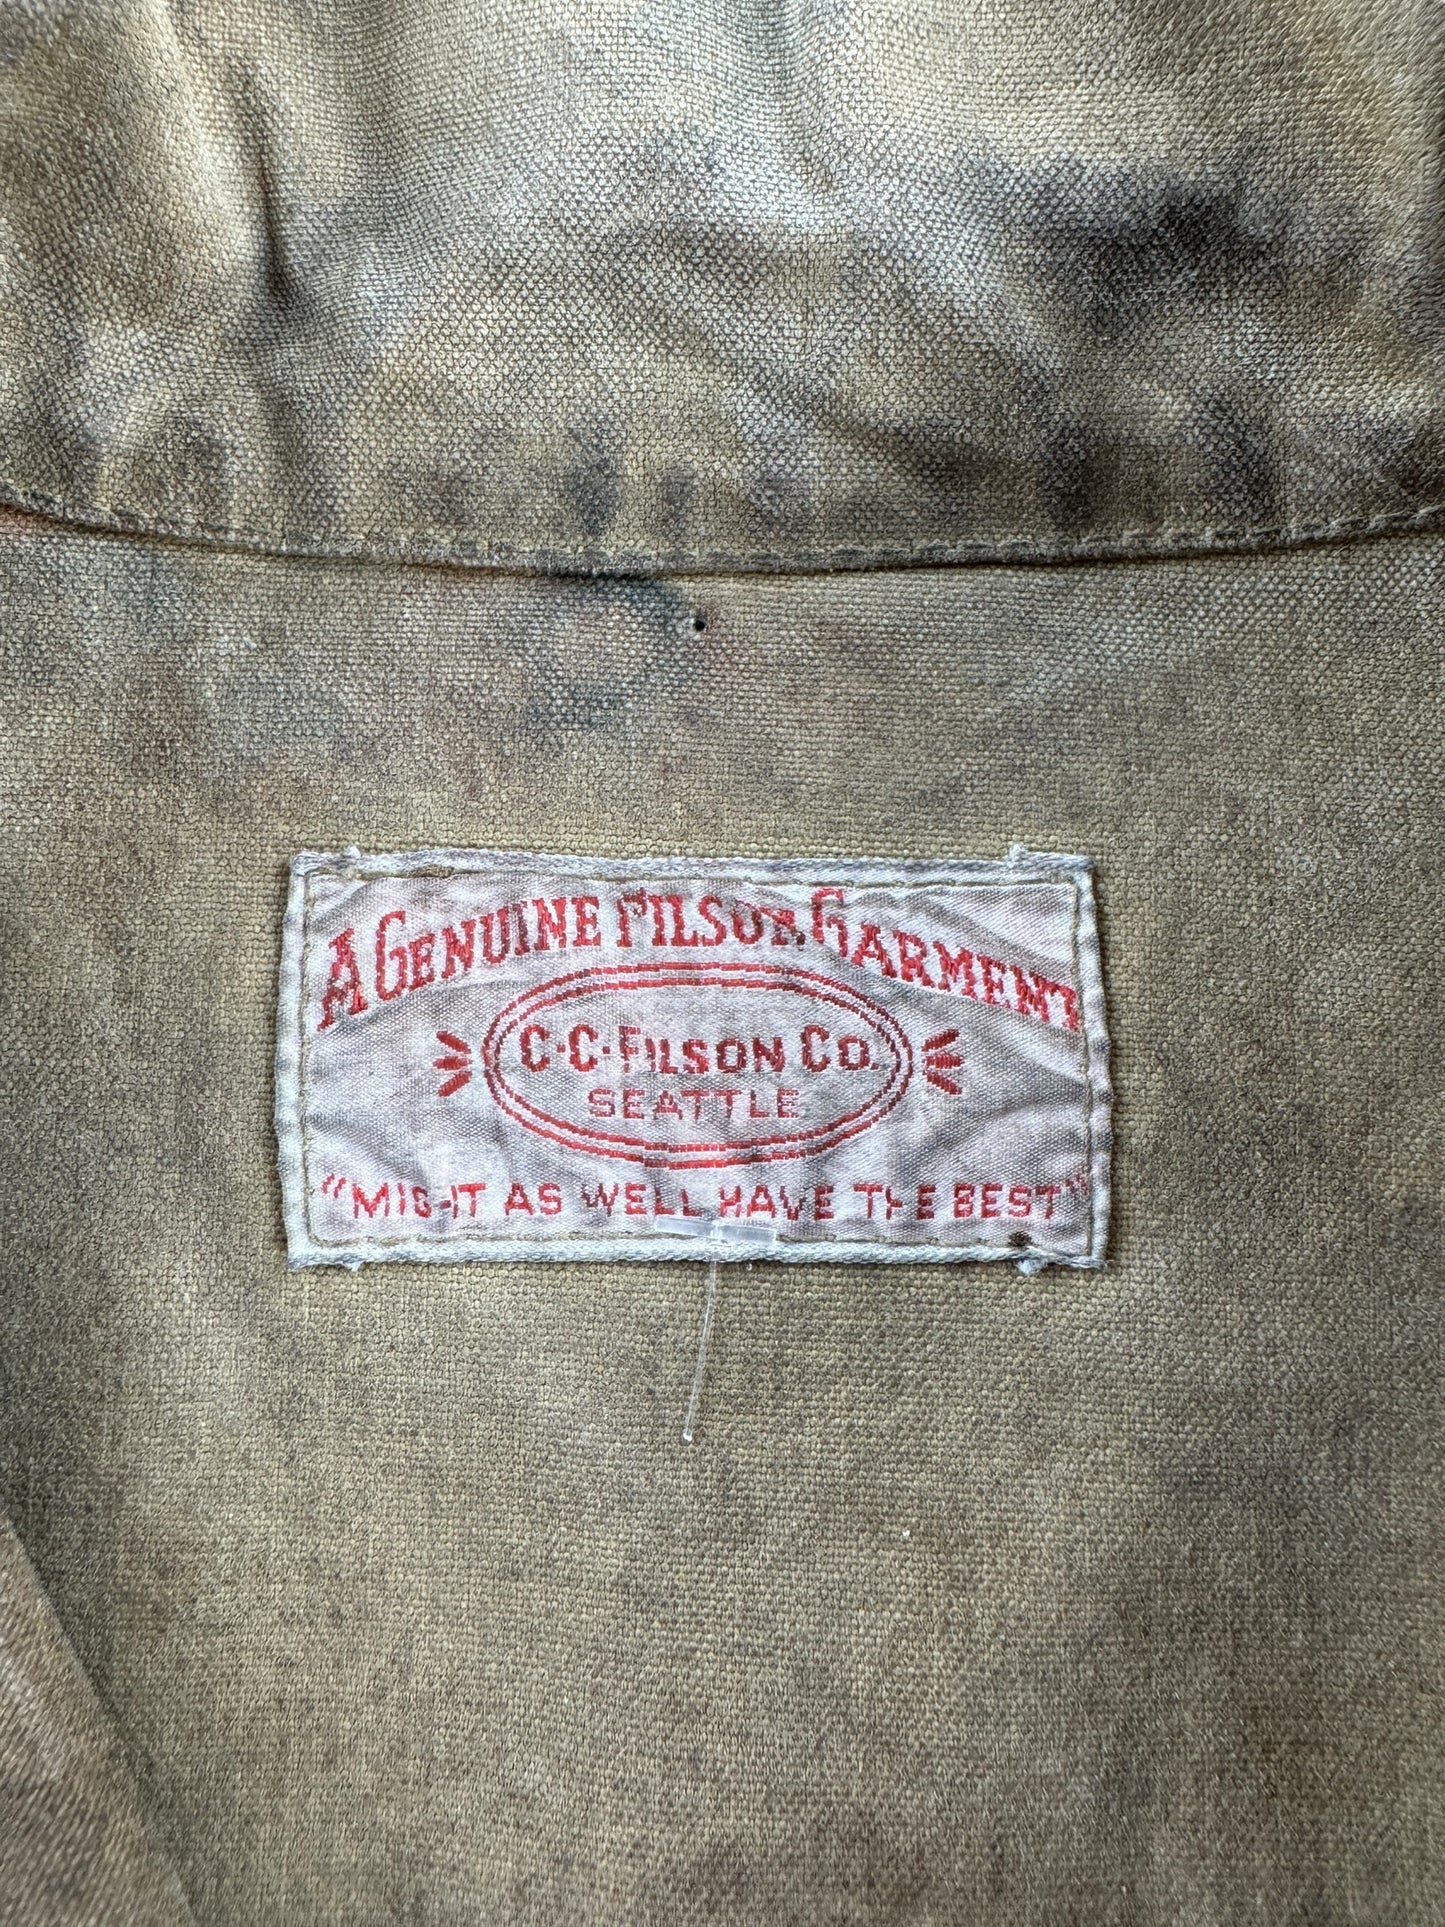 A GENUINE FILSON GARMENT
C·C·FILSON CO.
SEATTLE
"MIGHT AS WELL HAVE THE BEST"